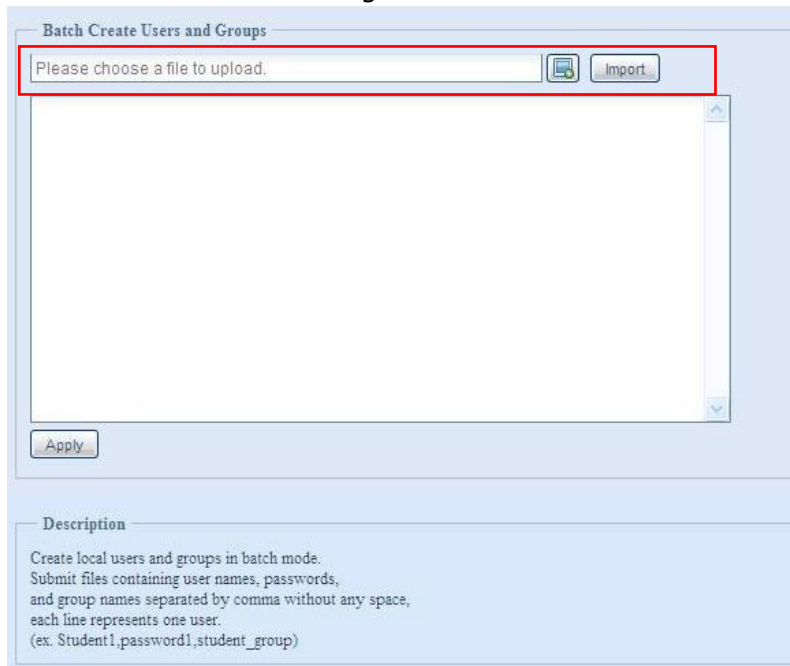 Batch Create Users and Groups
Please choose a file to upload.
Import
Apply
Description
Create local users and groups in batch mode.
Submit files containing user names, passwords,
and group names separated by comma without any space,
each line represents one user.
(ex. Student1,password1,student_group)